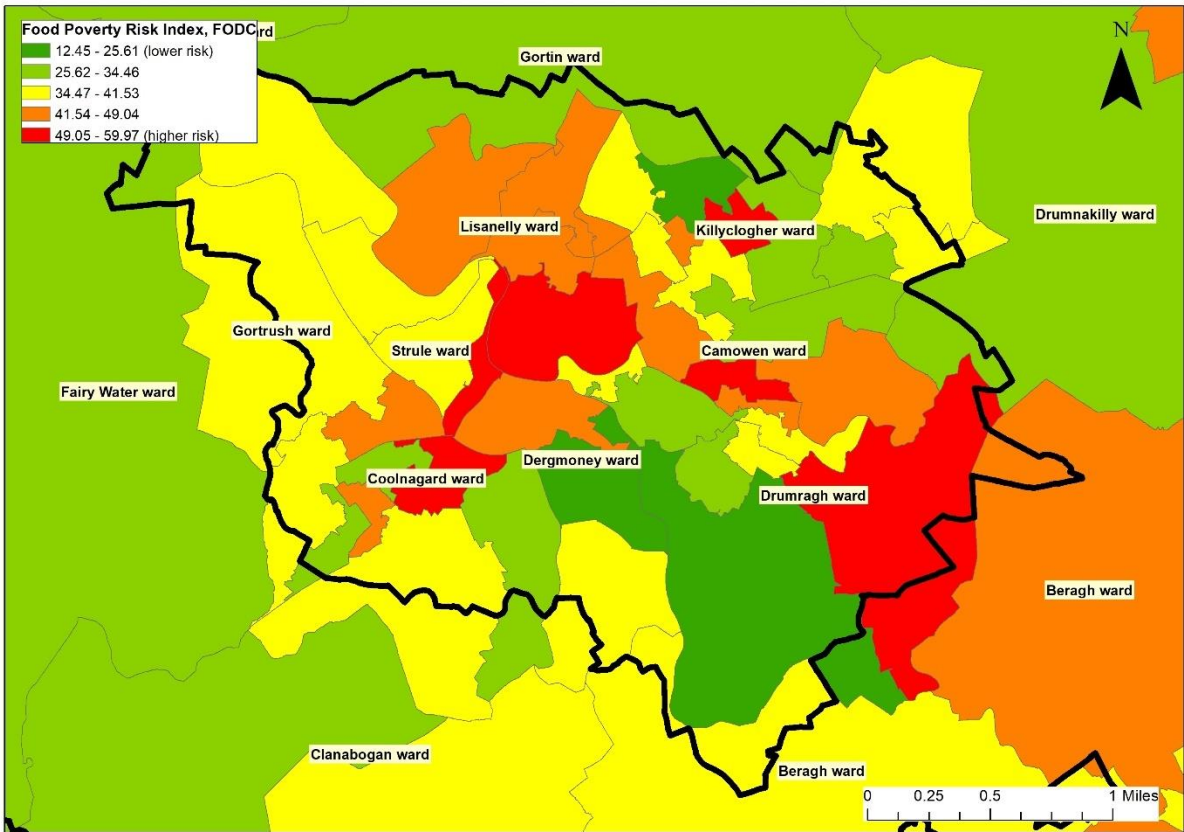 Food Poverty Risk Index, FODC
12.45 - 25.61 (lower risk)
25.62 - 34.46
34.47 - 41.53
41.54 - 49.04
49.05 - 59.97 (higher risk)
Gortin ward
N
Lisanelly ward
Killyclogher ward
Drumnakilly ward
Gortrush ward
Strule ward
Camowen ward
Fairy Water ward
Dergmoney ward
Coolnagard ward
Drumragh ward
Beragh ward
Clanabogan ward
Beragh ward
0 0.25 0.5 1 Miles